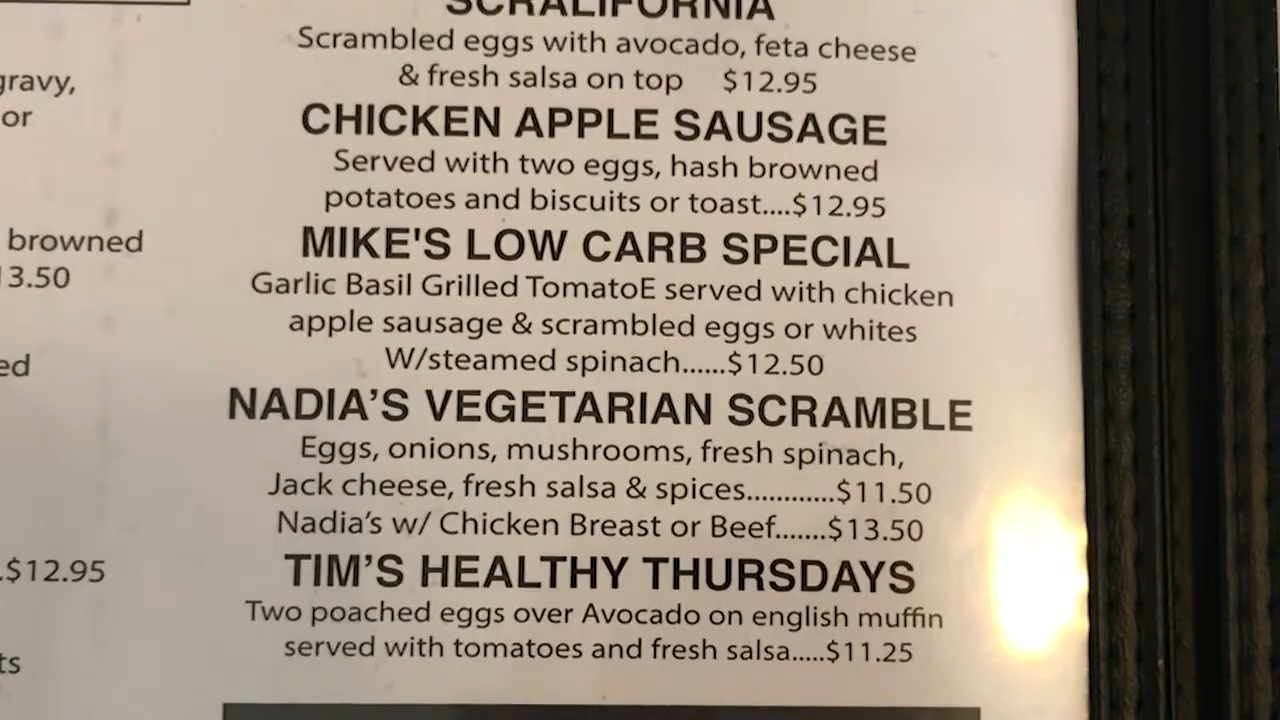 gravy,
or
browned
13.50
ed
.$12.95
ts
SCRALIFORNIA
Scrambled eggs with avocado, feta cheese
& fresh salsa on top $12.95
CHICKEN APPLE SAUSAGE
Served with two eggs, hash browned
potatoes and biscuits or toast....$12.95
MIKE'S LOW CARB SPECIAL
Garlic Basil Grilled TomatoE served with chicken
apple sausage & scrambled eggs or whites
W/steamed spinach......$12.50
NADIA'S VEGETARIAN SCRAMBLE
Eggs, onions, mushrooms, fresh spinach,
Jack cheese, fresh salsa & spices............$11.50
Nadia's w/ Chicken Breast or Beef.......$13.50
TIM'S HEALTHY THURSDAYS
Two poached eggs over Avocado on english muffin
served with tomatoes and fresh salsa.....$11.25